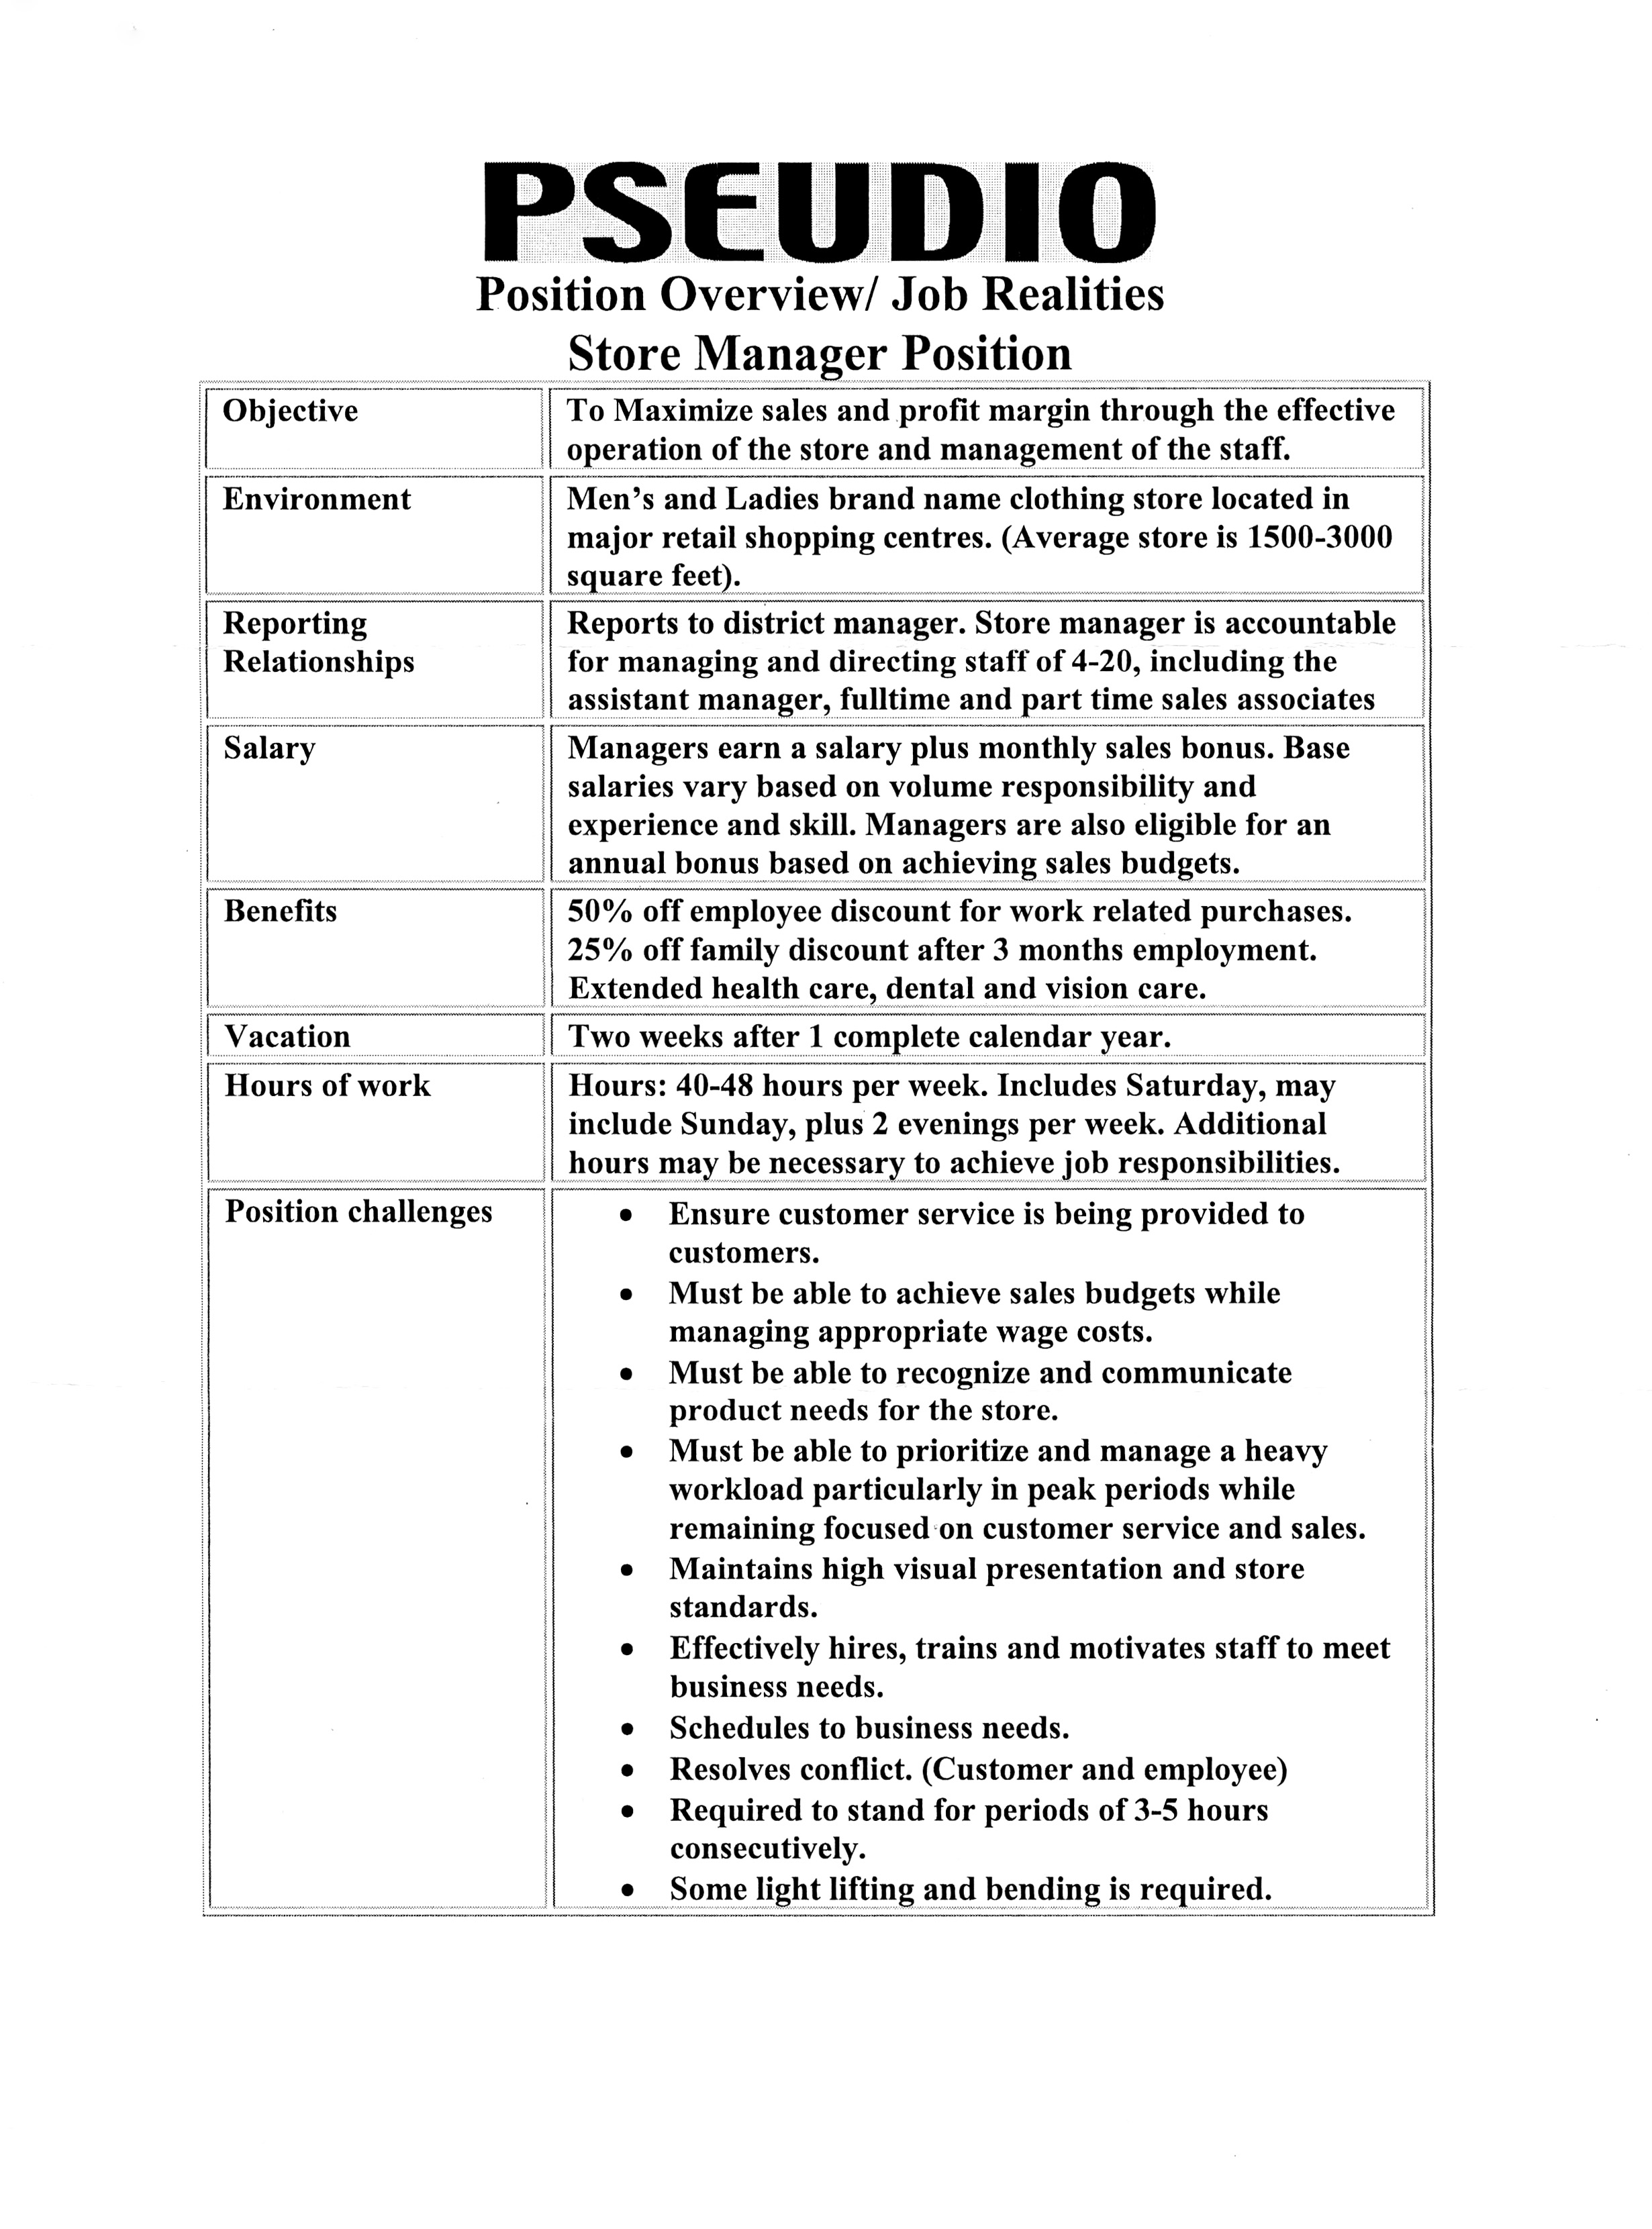 PSEUDIO
Position Overview/ Job Realities
Store Manager Position
Objective
To Maximize sales and profit margin through the effective
operation of the store and management of the staff.
Environment
Men's and Ladies brand name clothing store located in
major retail shopping centres. (Average store is 1500-3000
square feet).
Reporting
Relationships
Reports to district manager. Store manager is accountable
for managing and directing staff of 4-20, including the
assistant manager, fulltime and part time sales associates
Salary
Managers earn a salary plus monthly sales bonus. Base
salaries vary based on volume responsibility and
experience and skill. Managers are also eligible for an
annual bonus based on achieving sales budgets.
Benefits
50% off employee discount for work related purchases.
25% off family discount after 3 months employment.
Extended health care, dental and vision care.
Vacation
Two weeks after 1 complete calendar year.
Hours of work
Hours: 40-48 hours per week. Includes Saturday, may
include Sunday, plus 2 evenings per week. Additional
hours may be necessary to achieve job responsibilities.
Position challenges
• Ensure customer service is being provided to
customers.
• Must be able to achieve sales budgets while
managing appropriate wage costs.
• Must be able to recognize and communicate
product needs for the store.
• Must be able to prioritize and manage a heavy
workload particularly in peak periods while
remaining focused on customer service and sales.
• Maintains high visual presentation and store
standards.
• Effectively hires, trains and motivates staff to meet
business needs.
• Schedules to business needs.
• Resolves conflict. (Customer and employee)
• Required to stand for periods of 3-5 hours
consecutively.
• Some light lifting and bending is required.